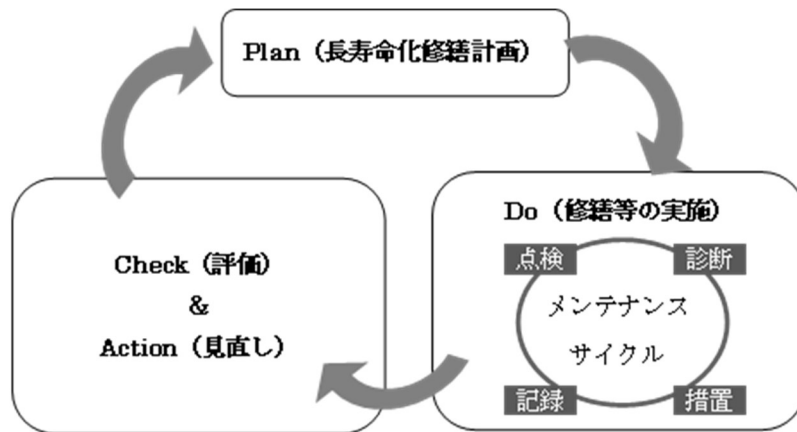 Plan（長寿命化修繕計画）
Do（修繕等の実施）
点検
診断
メンテナンス
サイクル
記録
措置
Check（評価）
&
Action（見直し）